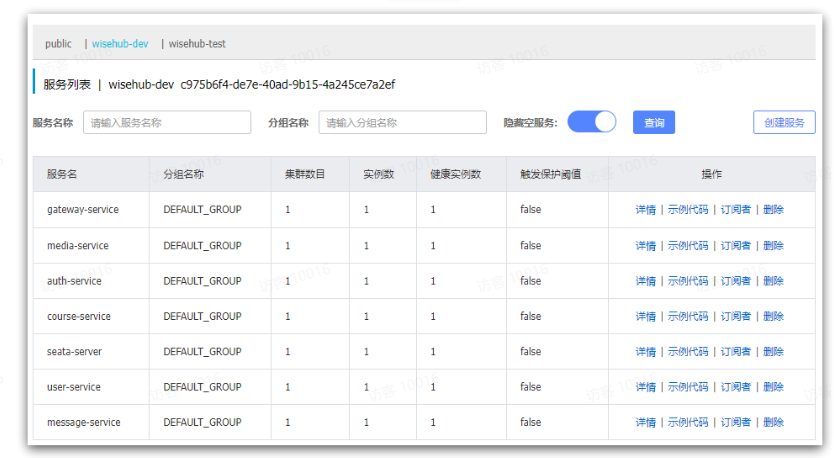 public | wisehub-dev | wisehub-test
服务列表 | wisehub-dev c975b6f4-de7e-40ad-9b15-4a245ce7a2ef
服务名称 请输入服务名称 分组名称 请输入分组名称 隐藏空服务: 查询 创建服务
服务名 分组名称 集群数目 实例数 健康实例数 触发保护阈值 操作
gateway-service DEFAULT_GROUP 1 1 1 false 详情 | 示例代码 | 订阅者 | 删除
media-service DEFAULT_GROUP 1 1 1 false 详情 | 示例代码 | 订阅者 | 删除
auth-service DEFAULT_GROUP 1 1 1 false 详情 | 示例代码 | 订阅者 | 删除
course-service DEFAULT_GROUP 1 1 1 false 详情 | 示例代码 | 订阅者 | 删除
seata-server DEFAULT_GROUP 1 1 1 false 详情 | 示例代码 | 订阅者 | 删除
user-service DEFAULT_GROUP 1 1 1 false 详情 | 示例代码 | 订阅者 | 删除
message-service DEFAULT_GROUP 1 1 1 false 详情 | 示例代码 | 订阅者 | 删除
访客 10016